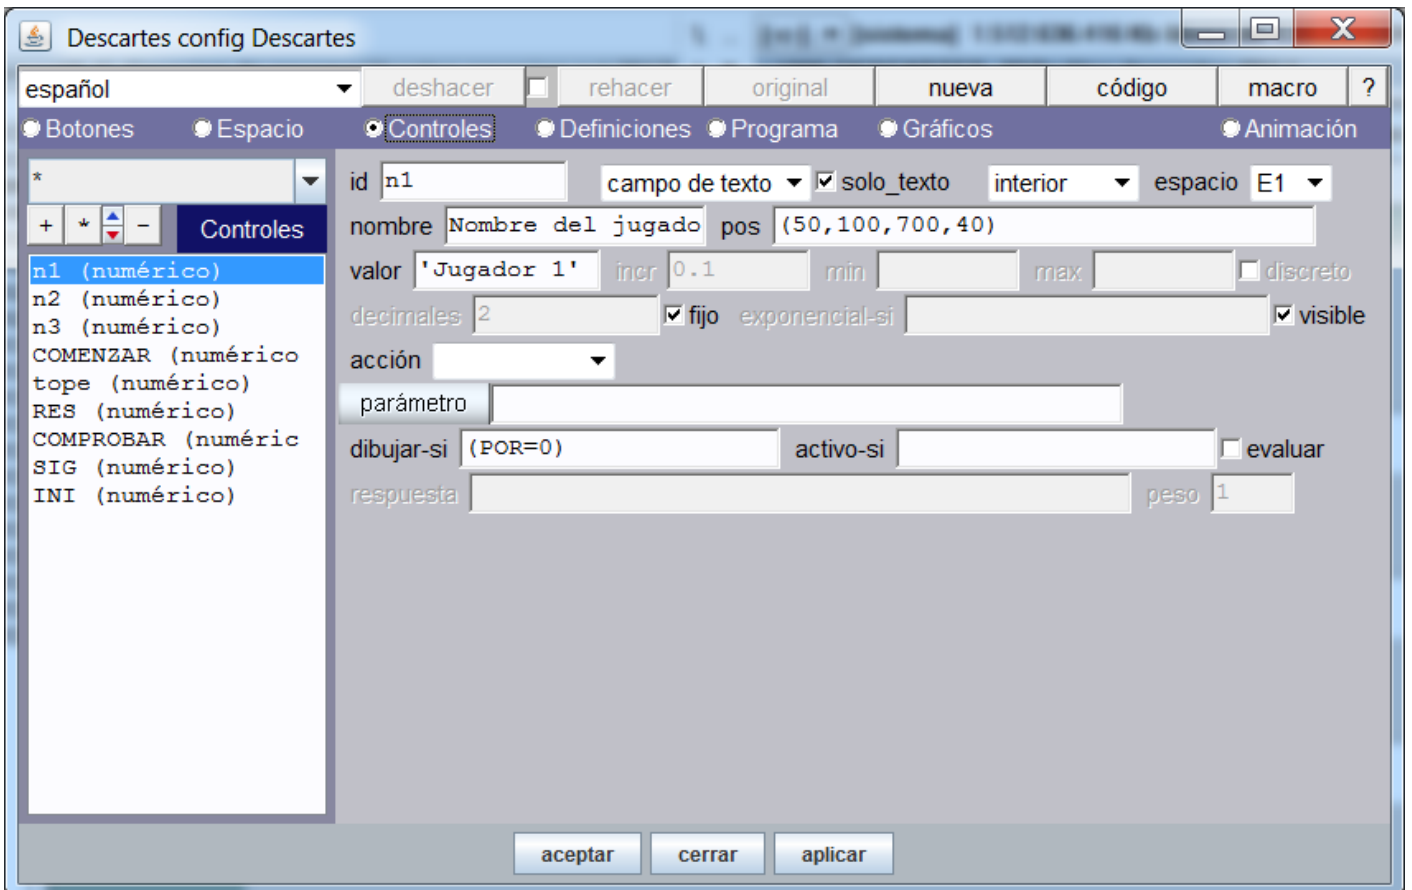 Descartes config Descartes
español deshacer rehacer original nueva código macro ?
Botones Espacio Controles Definiciones Programa Gráficos Animación
* id n1 campo de texto solo_texto interior espacio E1
+ * - Controles nombre Nombre del jugado pos (50,100,700,40)
n1 (numérico) valor 'Jugador 1' incr 0.1 min max discreto
n2 (numérico)
n3 (numérico) decimales 2 fijo exponencial-si visible
COMENZAR (numérico acción
tope (numérico)
RES (numérico) parámetro
COMPROBAR (numéric dibujar-si (POR=0) activo-si evaluar
SIG (numérico)
INI (numérico) respuesta peso 1
aceptar cerrar aplicar